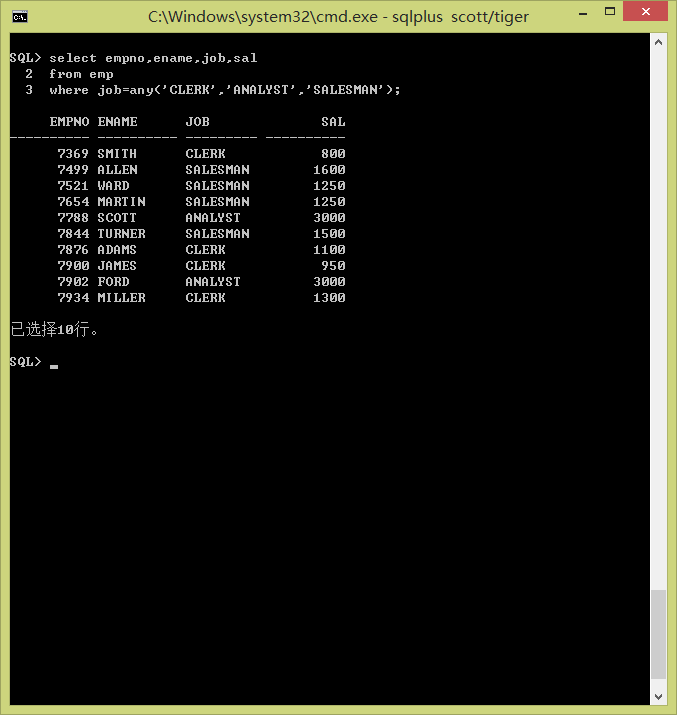 C:\Windows\system32\cmd.exe - sqlplus  scott/tiger
SQL> select empno,ename,job,sal
  2  from emp
  3  where job=any('CLERK','ANALYST','SALESMAN');
     EMPNO ENAME      JOB              SAL
---------- ---------- --------- ----------
      7369 SMITH      CLERK            800
      7499 ALLEN      SALESMAN        1600
      7521 WARD       SALESMAN        1250
      7654 MARTIN     SALESMAN        1250
      7788 SCOTT      ANALYST         3000
      7844 TURNER     SALESMAN        1500
      7876 ADAMS      CLERK           1100
      7900 JAMES      CLERK            950
      7902 FORD       ANALYST         3000
      7934 MILLER     CLERK           1300
已选择10行。
SQL>